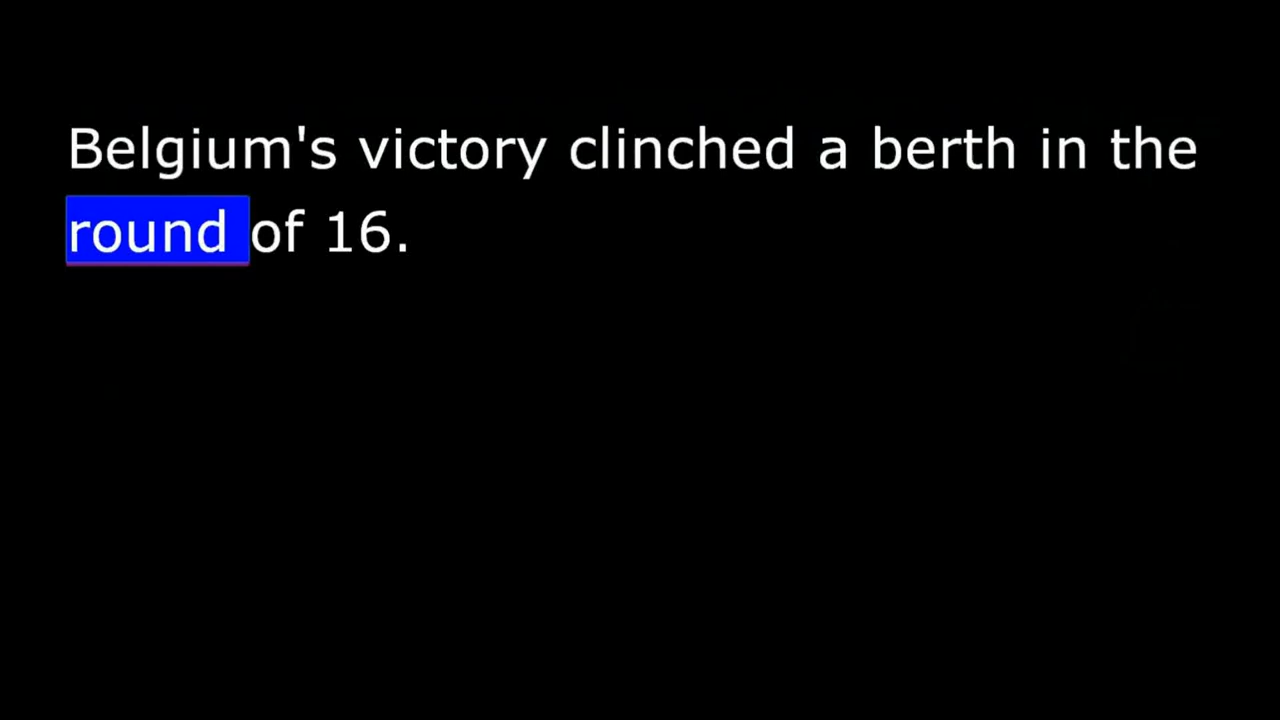 Belgium's victory clinched a berth in the
round of 16.